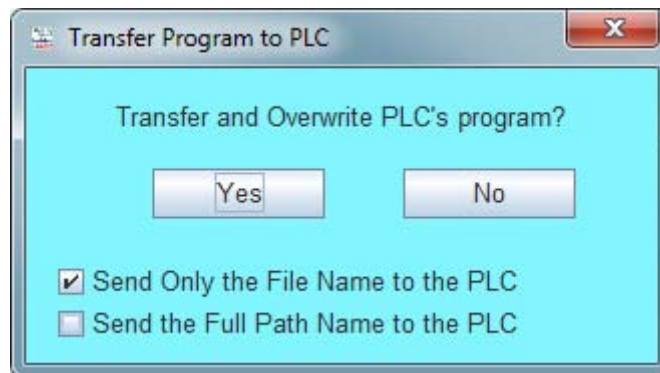 Transfer Program to PLC
Transfer and Overwrite PLC's program?
Yes No
Send Only the File Name to the PLC
Send the Full Path Name to the PLC